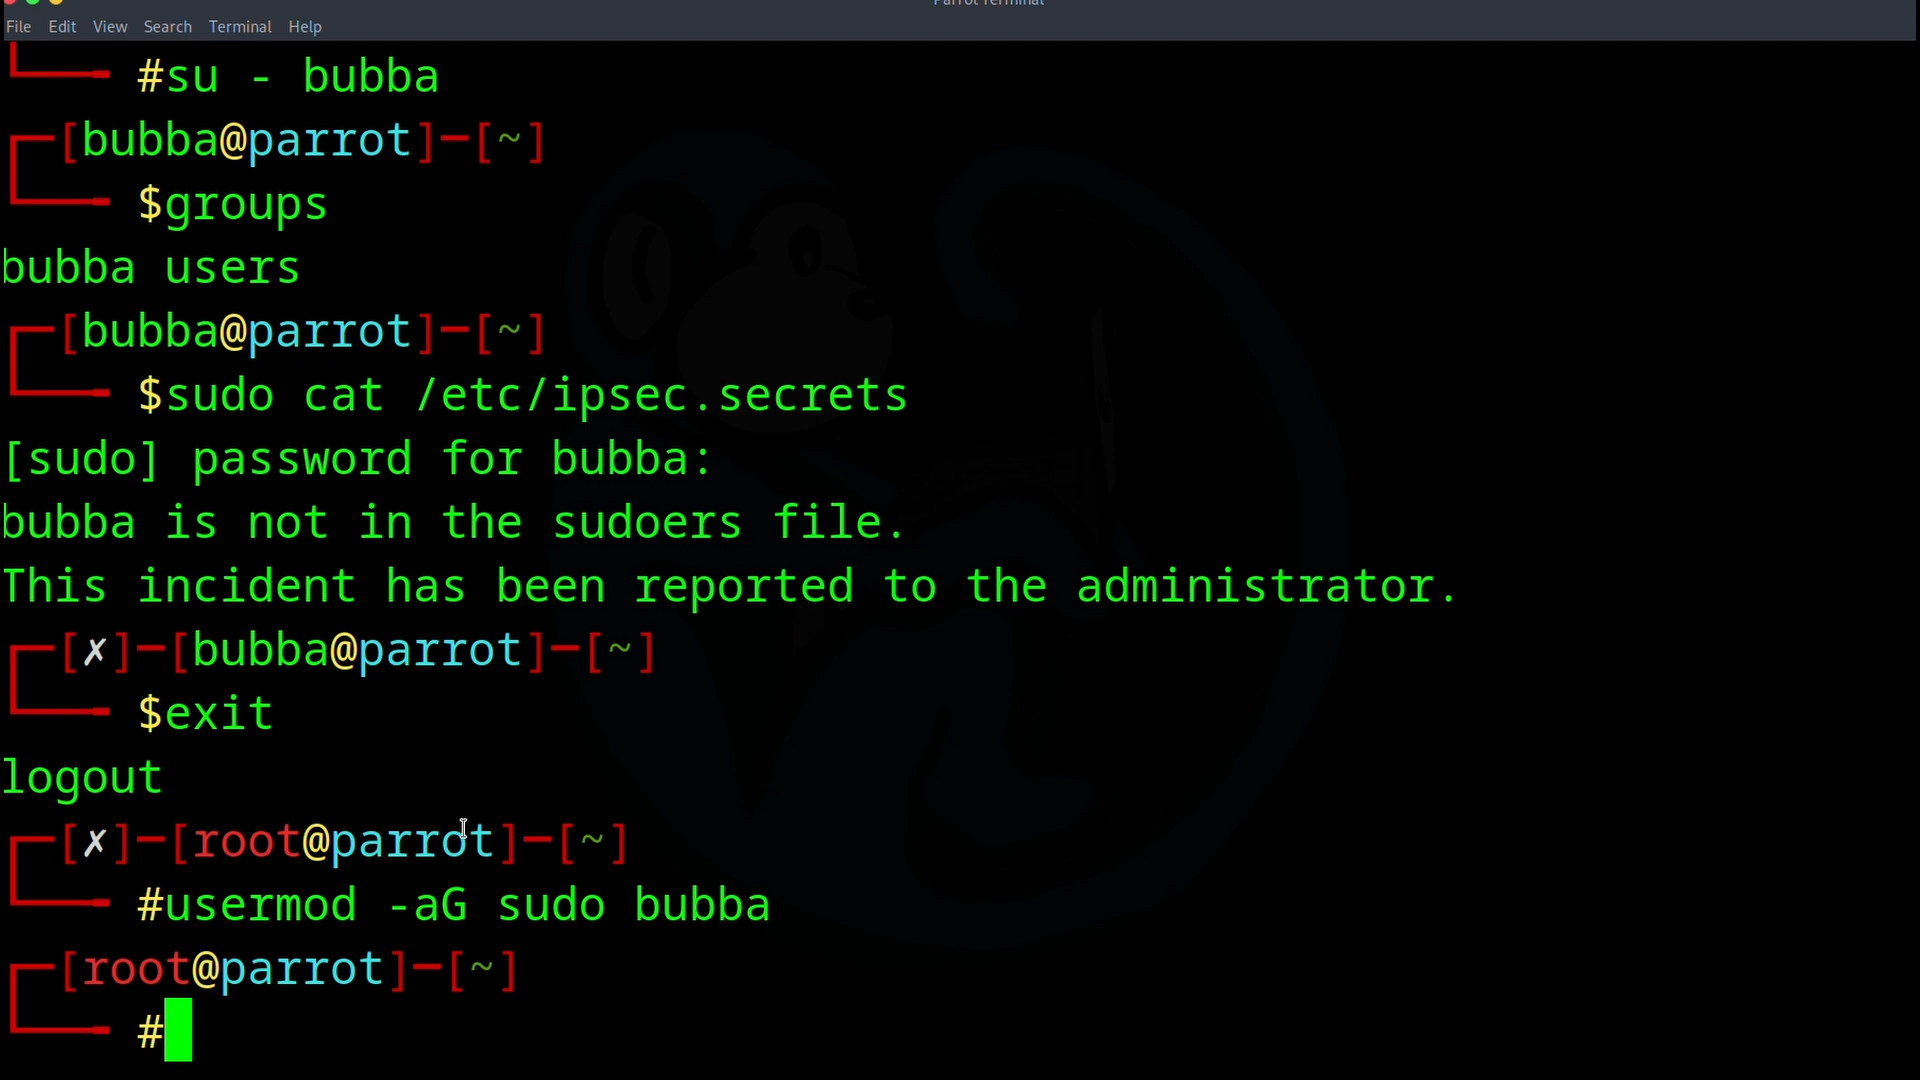 Parrot Terminal
File Edit View Search Terminal Help
#su - bubba
[bubba@parrot]─[~]
$groups
bubba users
[bubba@parrot]─[~]
$sudo cat /etc/ipsec.secrets
[sudo] password for bubba:
bubba is not in the sudoers file.
This incident has been reported to the administrator.
[✗]─[bubba@parrot]─[~]
$exit
logout
[✗]─[root@parrot]─[~]
#usermod -aG sudo bubba
[root@parrot]─[~]
#